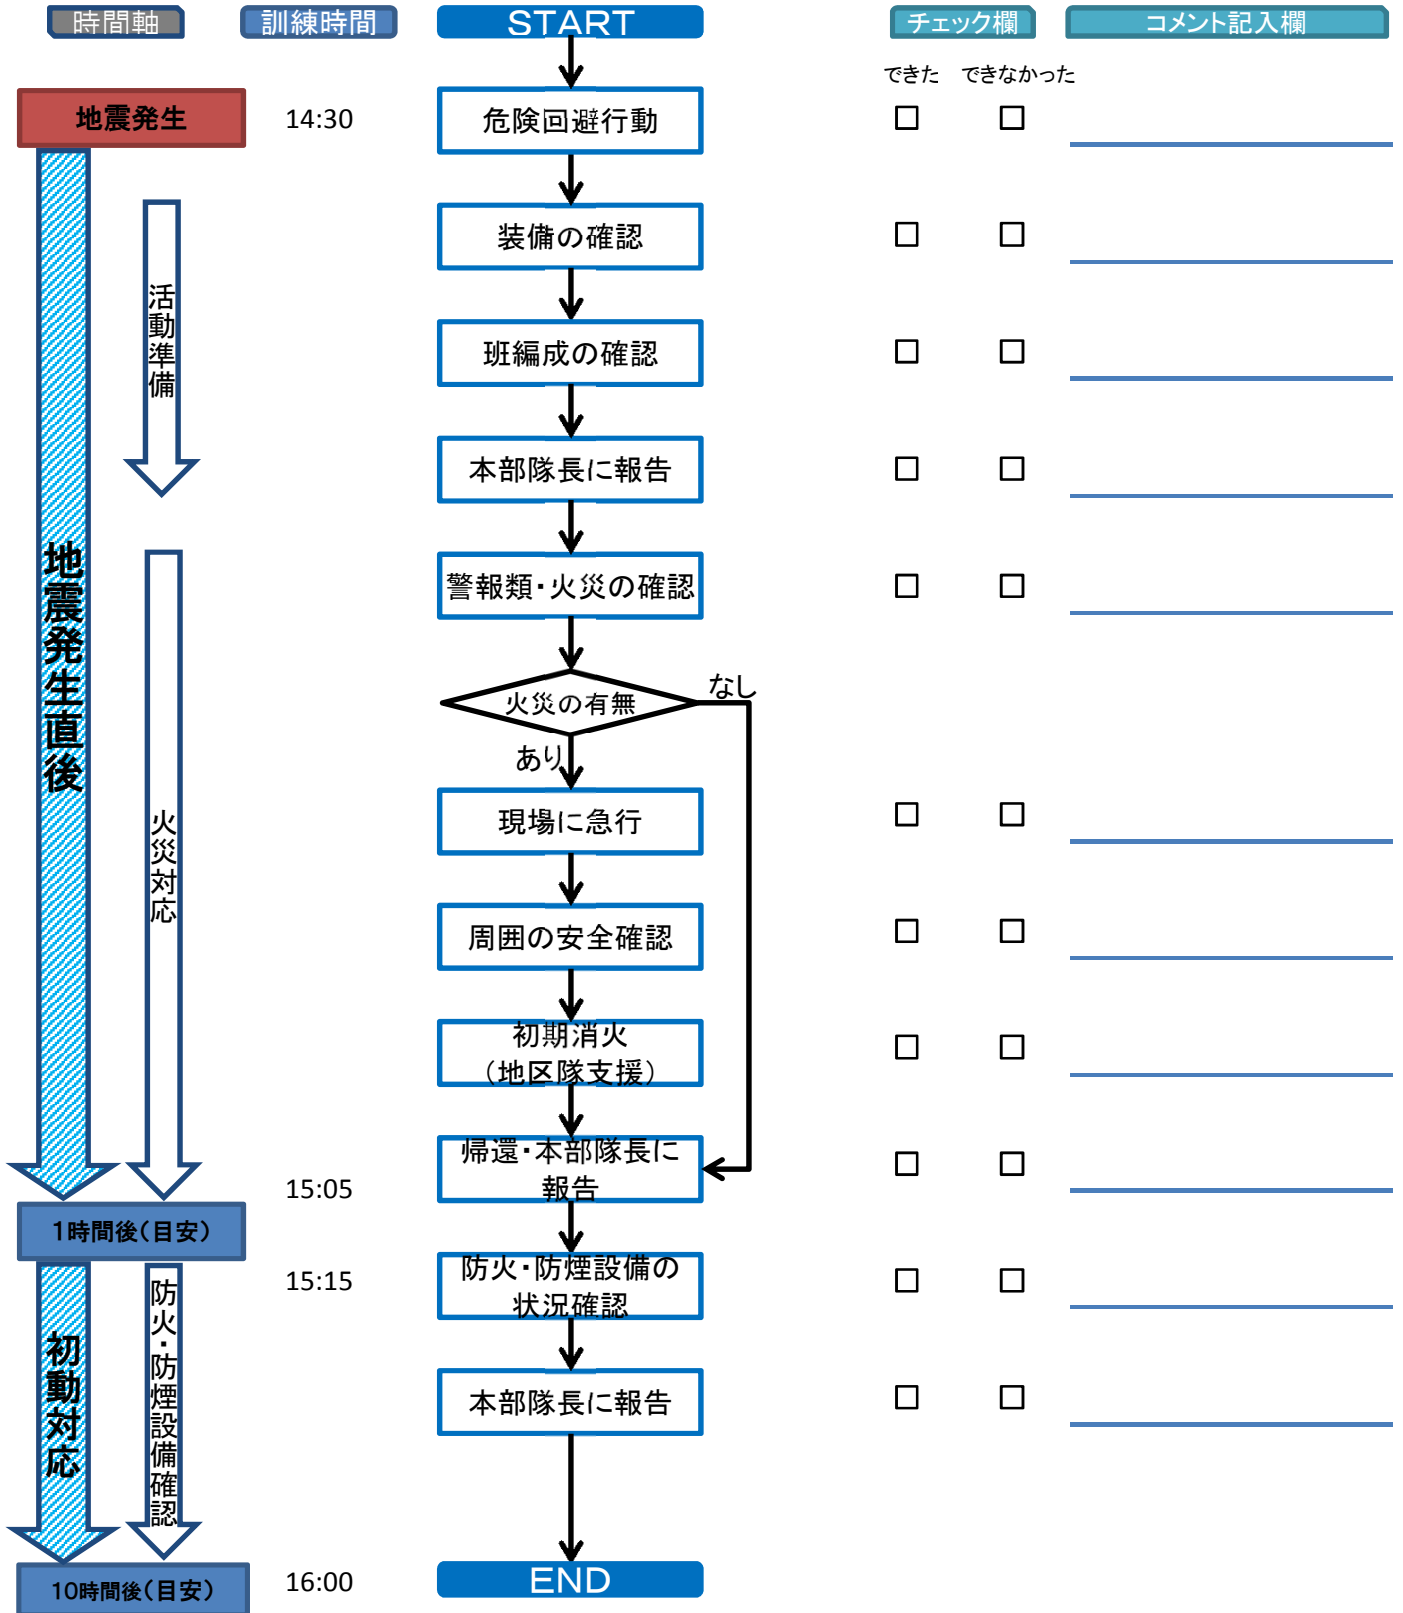 時間軸
訓練時間
START
チェック欄
コメント記入欄
できた
できなかった
地震発生
14:30
危険回避行動
装備の確認
活動準備
班編成の確認
本部隊長に報告
地震発生直後
警報類・火災の確認
火災の有無
なし
あり
火災対応
現場に急行
周囲の安全確認
初期消火
(地区隊支援)
帰還・本部隊長に
報告
15:05
1時間後(目安)
15:15
防火・防煙設備の
状況確認
初動対応
防火・防煙設備確認
本部隊長に報告
10時間後(目安)
16:00
END